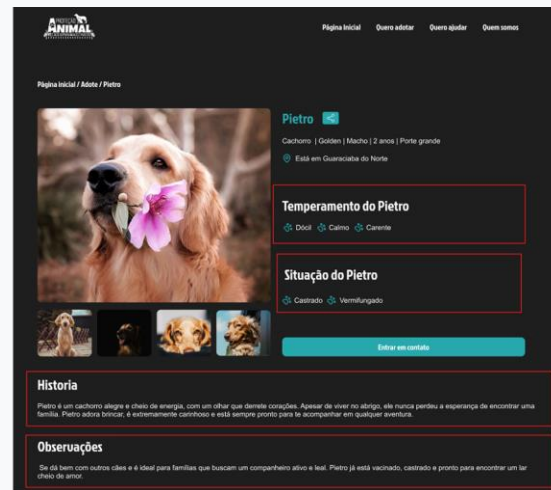 PROTEÇÃO
ANIMAL
Página Inicial Quero adotar Quero ajudar Quem somos
Página inicial / Adote / Pietro
Pietro
Cachorro | Golden | Macho | 2 anos | Porte grande
Está em Guaraciaba do Norte
Temperamento do Pietro
Dócil Calmo Carente
Situação do Pietro
Castrado Vermifungado
Entrar em contato
Historia
Pietro é um cachorro alegre e cheio de energia, com um olhar que derrete corações. Apesar de viver no abrigo, ele nunca perdeu a esperança de encontrar uma
família. Pietro adora brincar, é extremamente carinhoso e está sempre pronto para te acompanhar em qualquer aventura.
Observações
Se dá bem com outros cães e é ideal para famílias que buscam um companheiro ativo e leal. Pietro já está vacinado, castrado e pronto para encontrar um lar
cheio de amor.